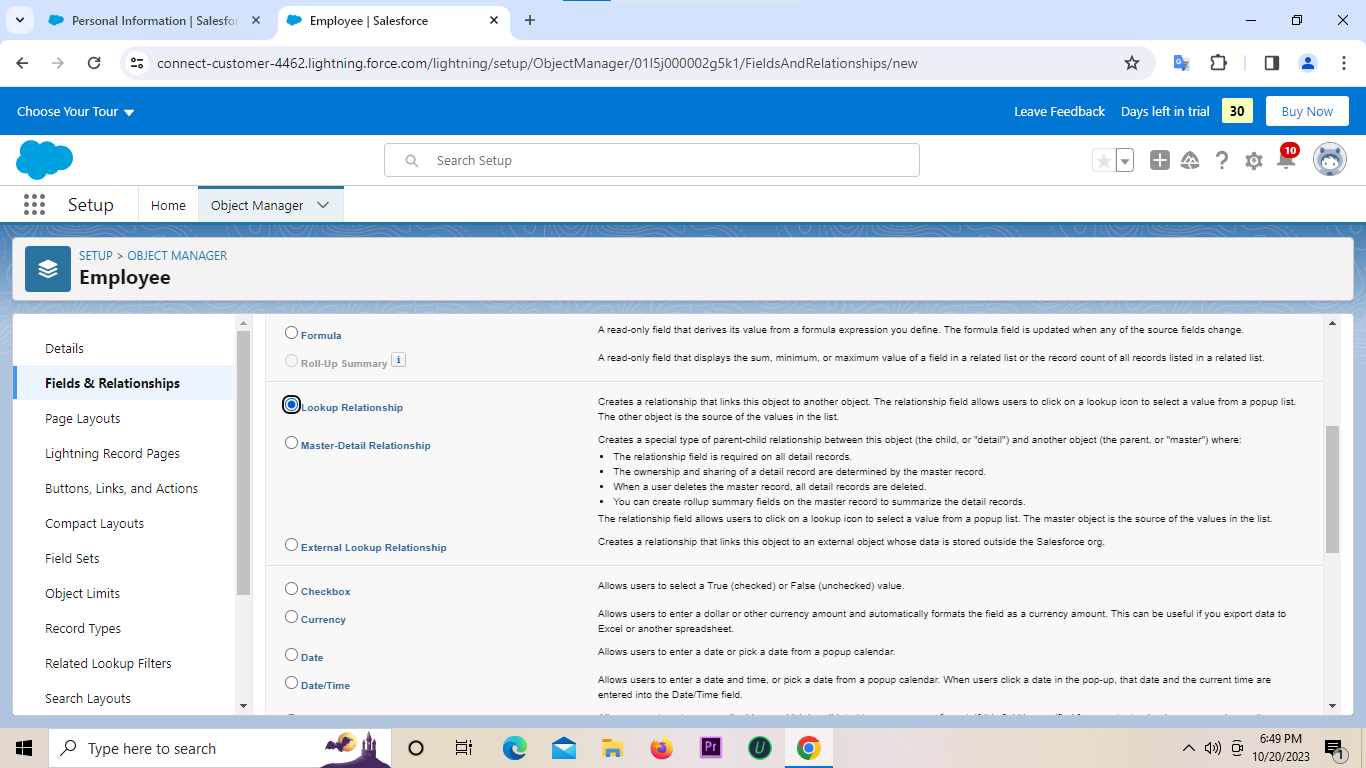 Personal Information | Salesfor
Employee | Salesforce
connect-customer-4462.lightning.force.com/lightning/setup/ObjectManager/01I5j000002g5k1/FieldsAndRelationships/new
Choose Your Tour
Leave Feedback
Days left in trial
30
Buy Now
Search Setup
10
Setup
Home
Object Manager
SETUP > OBJECT MANAGER
Employee
Details
Fields & Relationships
Page Layouts
Lightning Record Pages
Buttons, Links, and Actions
Compact Layouts
Field Sets
Object Limits
Record Types
Related Lookup Filters
Search Layouts
Formula
A read-only field that derives its value from a formula expression you define. The formula field is updated when any of the source fields change.
Roll-Up Summary
i
A read-only field that displays the sum, minimum, or maximum value of a field in a related list or the record count of all records listed in a related list.
Lookup Relationship
Creates a relationship that links this object to another object. The relationship field allows users to click on a lookup icon to select a value from a popup list.
The other object is the source of the values in the list.
Master-Detail Relationship
Creates a special type of parent-child relationship between this object (the child, or "detail") and another object (the parent, or "master") where:
• The relationship field is required on all detail records.
• The ownership and sharing of a detail record are determined by the master record.
• When a user deletes the master record, all detail records are deleted.
• You can create rollup summary fields on the master record to summarize the detail records.
The relationship field allows users to click on a lookup icon to select a value from a popup list. The master object is the source of the values in the list.
External Lookup Relationship
Creates a relationship that links this object to an external object whose data is stored outside the Salesforce org.
Checkbox
Allows users to select a True (checked) or False (unchecked) value.
Currency
Allows users to enter a dollar or other currency amount and automatically formats the field as a currency amount. This can be useful if you export data to
Excel or another spreadsheet.
Date
Allows users to enter a date or pick a date from a popup calendar.
Date/Time
Allows users to enter a date and time, or pick a date from a popup calendar. When users click a date in the pop-up, that date and the current time are
entered into the Date/Time field.
Type here to search
Pr
U
6:49 PM
10/20/2023
1